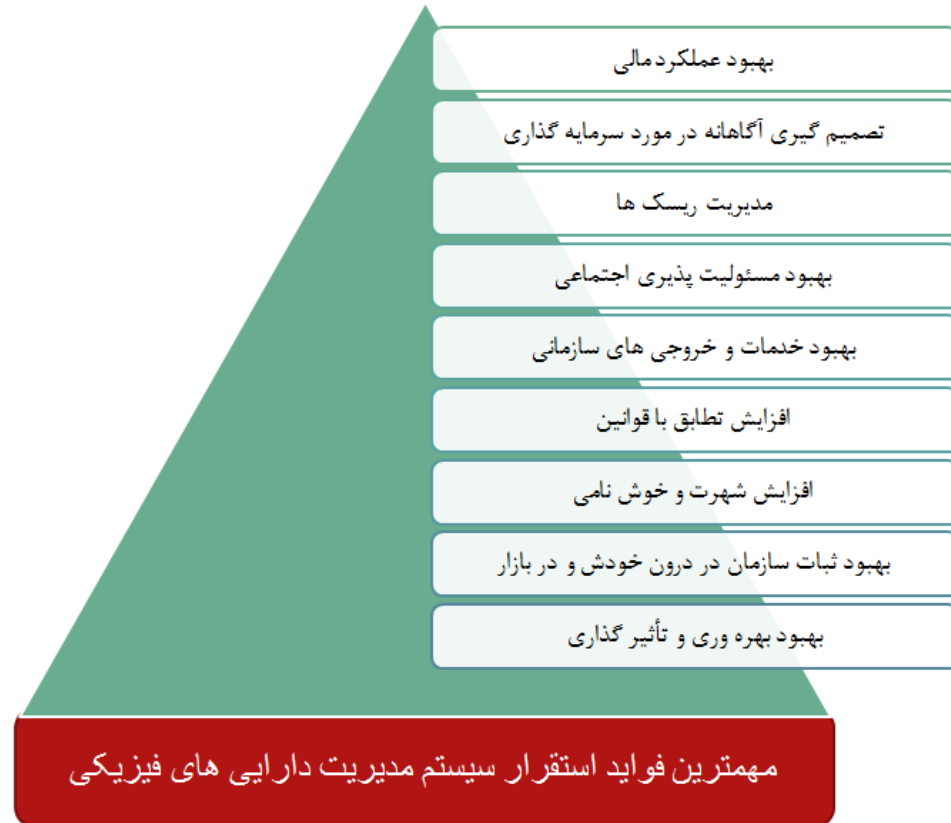 بهبود عملکرد مالی
تصمیم گیری آگاهانه در مورد سرمایه گذاری
مدیریت ریسک ها
بهبود مسئولیت پذیری اجتماعی
بهبود خدمات و خروجی های سازمانی
افزایش تطابق با قوانین
افزایش شهرت و خوش نامی
بهبود ثبات سازمان در درون خودش و در بازار
بهبود بهره وری و تأثیر گذاری
مهمترین فواید استقرار سیستم مدیریت دارایی های فیزیکی